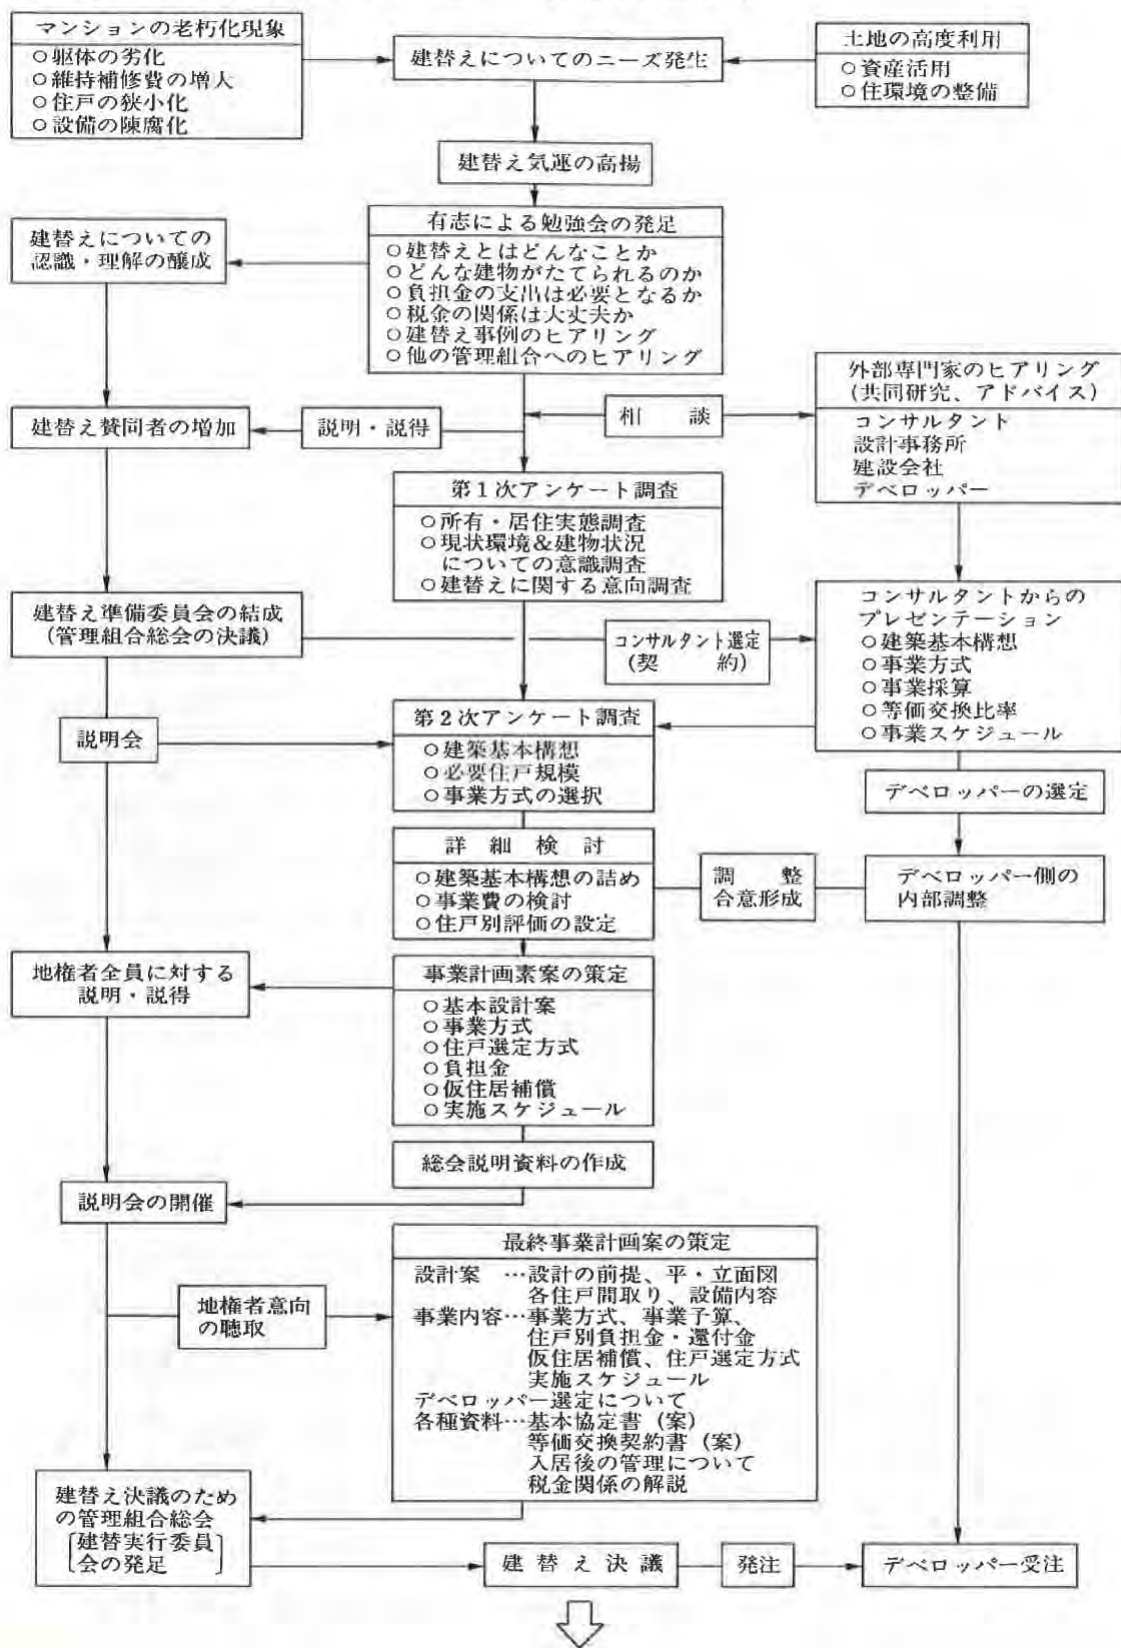 マンションの老朽化現象
○躯体の劣化
○維持補修費の増大
○住戸の狭小化
○設備の陳腐化
建替えについてのニーズ発生
土地の高度利用
○資産活用
○住環境の整備
建替え気運の高揚
有志による勉強会の発足
○建替えとはどんなことか
○どんな建物がたてられるのか
○負担金の支出は必要となるか
○税金の関係は大丈夫か
○建替え事例のヒアリング
○他の管理組合へのヒアリング
建替えについての
認識・理解の醸成
外部専門家のヒアリング
(共同研究、アドバイス)
コンサルタント
設計事務所
建設会社
デベロッパー
建替え賛同者の増加
説明・説得
相　談
第1次アンケート調査
○所有・居住実態調査
○現状環境&建物状況
についての意識調査
○建替えに関する意向調査
建替え準備委員会の結成
(管理組合総会の決議)
コンサルタント選定
(契　約)
コンサルタントからの
プレゼンテーション
○建築基本構想
○事業方式
○事業採算
○等価交換比率
○事業スケジュール
説明会
第2次アンケート調査
○建築基本構想
○必要住戸規模
○事業方式の選択
デベロッパーの選定
詳　細　検　討
○建築基本構想の詰め
○事業費の検討
○住戸別評価の設定
調　整
合意形成
デベロッパー側の
内部調整
地権者全員に対する
説明・説得
事業計画素案の策定
○基本設計案
○事業方式
○住戸選定方式
○負担金
○仮住居補償
○実施スケジュール
総会説明資料の作成
説明会の開催
地権者意向
の聴取
最終事業計画案の策定
設計案　…設計の前提、平・立面図
各住戸間取り、設備内容
事業内容…事業方式、事業予算、
住戸別負担金・還付金
仮住居補償、住戸選定方式
実施スケジュール
デベロッパー選定について
各種資料…基本協定書（案）
等価交換契約書（案）
入居後の管理について
税金関係の解説
建替え決議のため
の管理組合総会
〔建替実行委員
会の発足〕
建 替 え 決 議
発注
デベロッパー受注